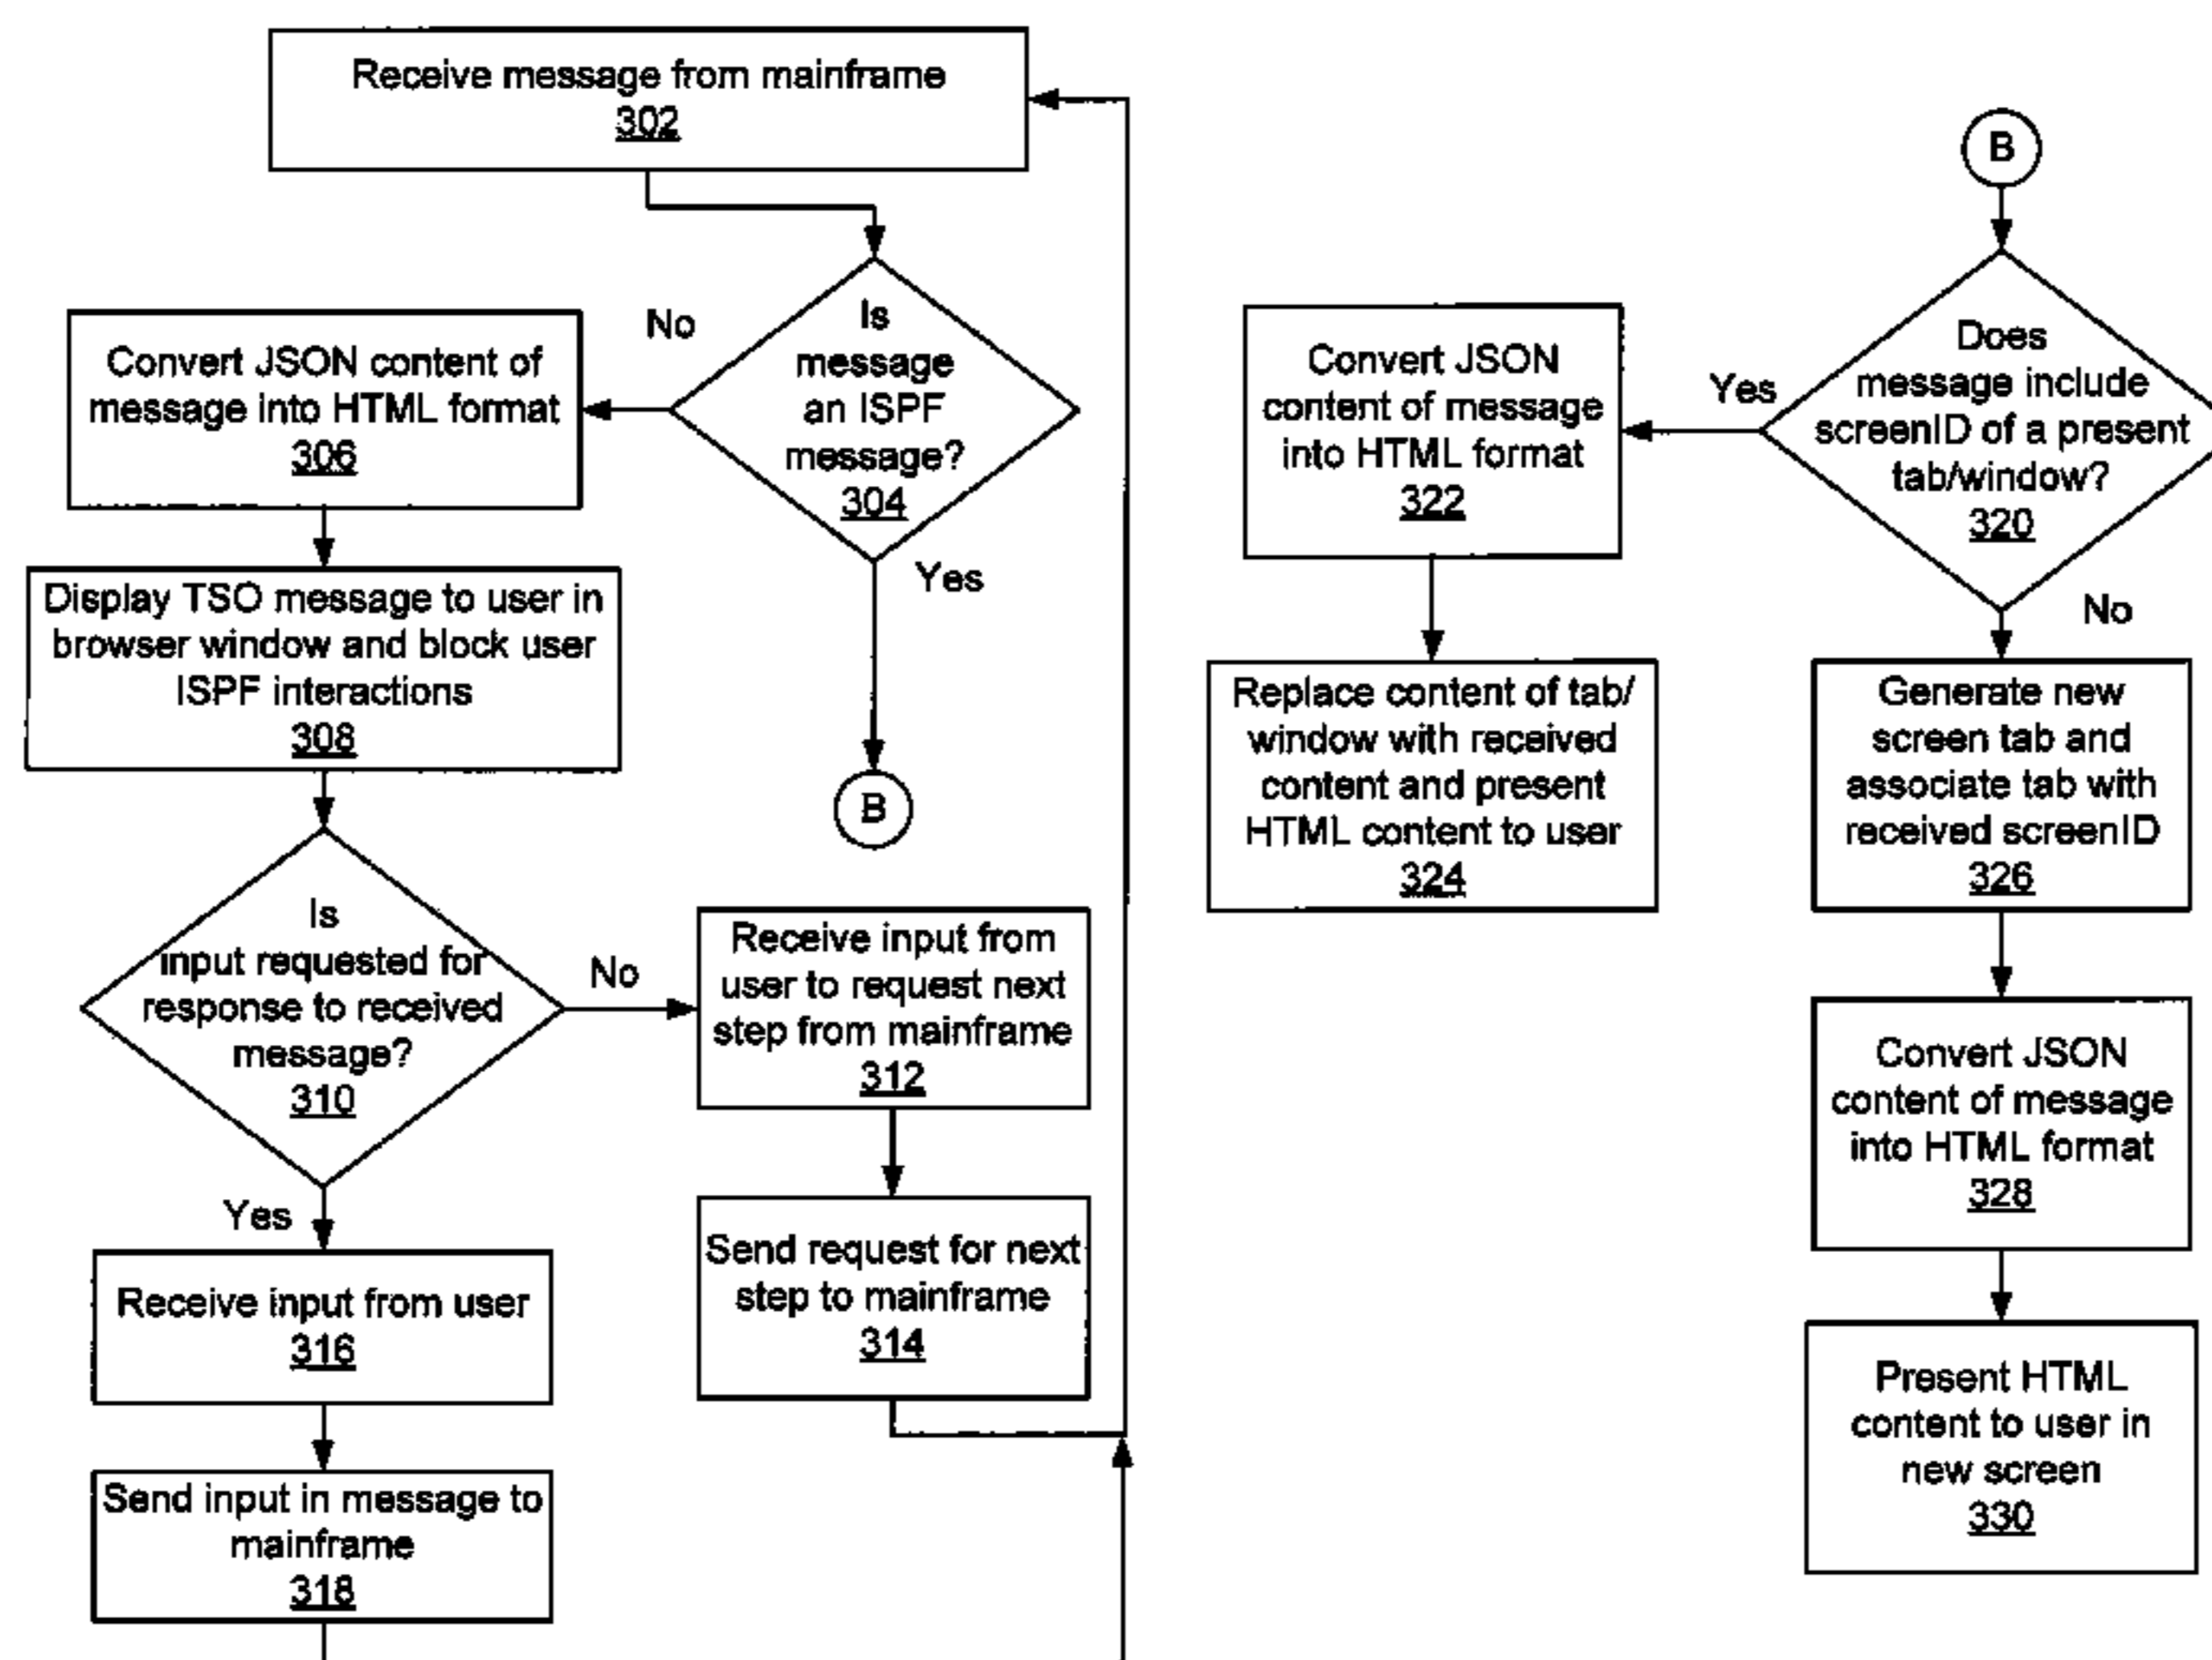 Receive message from mainframe
302
Is
message
an ISPF
message?
304
No
Yes
Convert JSON content of
message into HTML format
306
Display TSO message to user in
browser window and block user
ISPF interactions
308
B
Is
input requested for
response to received
message?
310
No
Yes
Receive input from
user to request next
step from mainframe
312
Send request for next
step to mainframe
314
Receive input from user
316
Send input in message to
mainframe
318
B
Does
message include
screenID of a present
tab/window?
320
Yes
No
Convert JSON
content of message
into HTML format
322
Replace content of tab/
window with received
content and present
HTML content to user
324
Generate new
screen tab and
associate tab with
received screenID
326
Convert JSON
content of message
into HTML format
328
Present HTML
content to user in
new screen
330